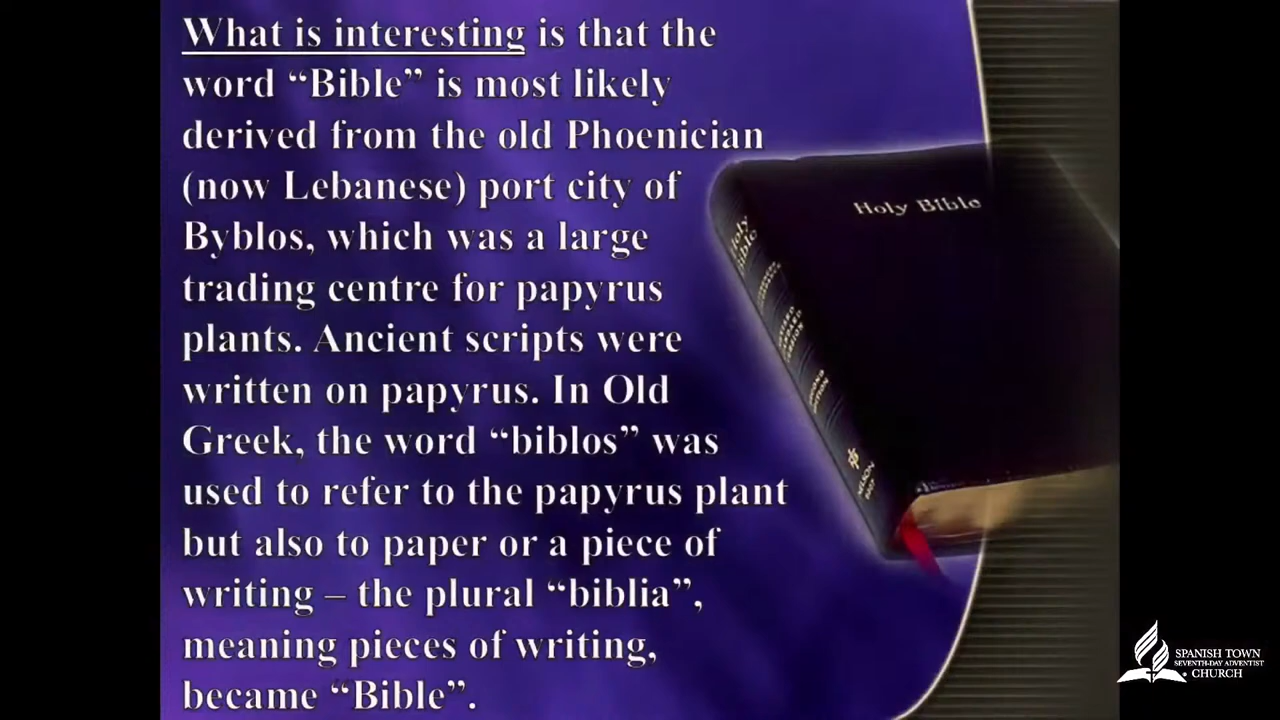 What is interesting is that the
word “Bible” is most likely
derived from the old Phoenician
(now Lebanese) port city of
Byblos, which was a large
trading centre for papyrus
plants. Ancient scripts were
written on papyrus. In Old
Greek, the word “biblos” was
used to refer to the papyrus plant
but also to paper or a piece of
writing – the plural “biblia”,
meaning pieces of writing,
became “Bible”.
Holy Bible
Holy
Bible
SPANISH TOWN
SEVENTH-DAY ADVENTIST
CHURCH